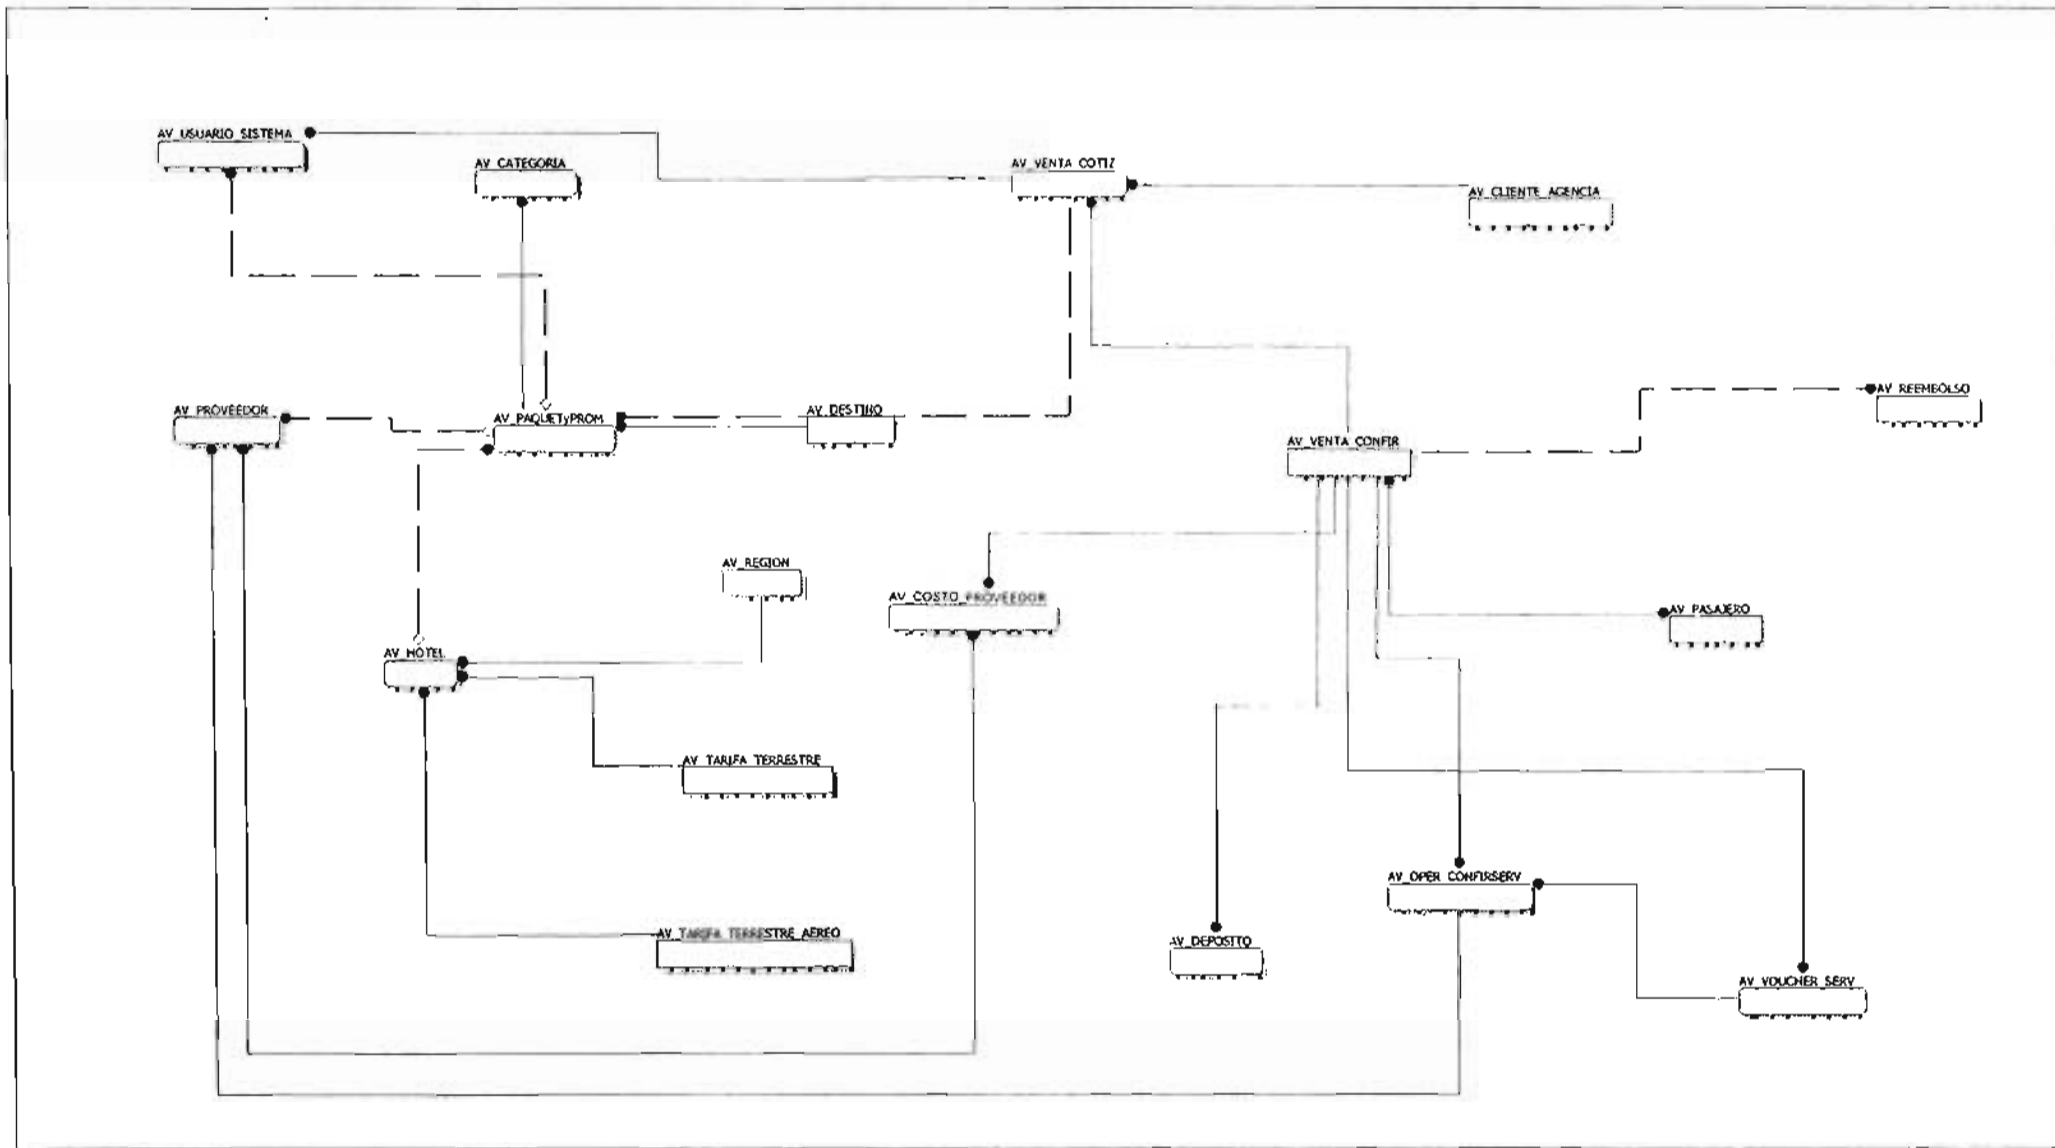 AV_USUARIO_SISTEMA
AV_CATEGORIA
AV_VENTA_COTIZ
AV_CLIENTE_AGENCIA
AV_PROVEEDOR
AV_PAQUETyPROM
AV_DESTINO
AV_REEMBOLSO
AV_VENTA_CONFIR
AV_REGION
AV_COSTO_PROVEEDOR
AV_PASAJERO
AV_HOTEL
AV_TARIFA_TERRESTRE
AV_OPER_CONFIRSERV
AV_TARIFA_TERRESTRE_AEREO
AV_DEPOSITO
AV_VOUCHER_SERV